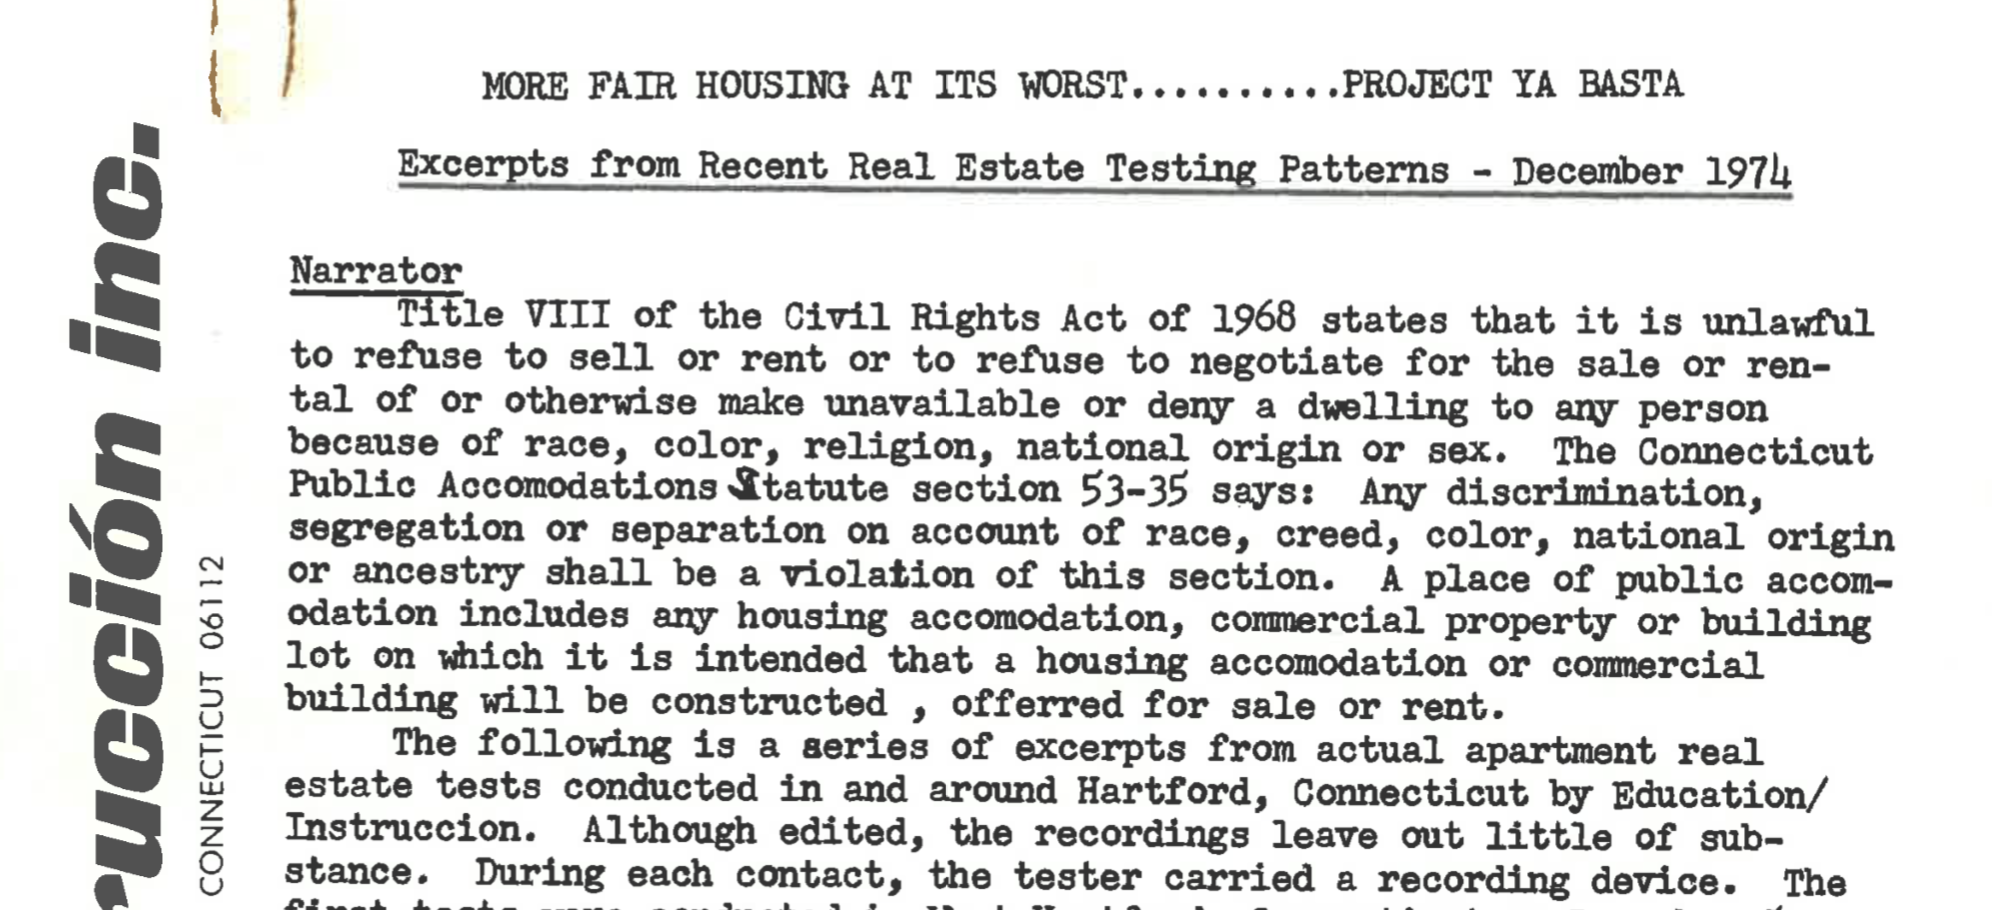 MORE FAIR HOUSING AT ITS WORST..........PROJECT YA BASTA
Excerpts from Recent Real Estate Testing Patterns - December 1974
Narrator
Title VIII of the Civil Rights Act of 1968 states that it is unlawful
to refuse to sell or rent or to refuse to negotiate for the sale or ren-
tal of or otherwise make unavailable or deny a dwelling to any person
because of race, color, religion, national origin or sex. The Connecticut
Public Accomodations Statute section 53-35 says: Any discrimination,
segregation or separation on account of race, creed, color, national origin
or ancestry shall be a violation of this section. A place of public accom-
odation includes any housing accomodation, commercial property or building
lot on which it is intended that a housing accomodation or commercial
building will be constructed , offerred for sale or rent.
The following is a series of excerpts from actual apartment real
estate tests conducted in and around Hartford, Connecticut by Education/
Instruccion. Although edited, the recordings leave out little of sub-
stance. During each contact, the tester carried a recording device. The
ucción inc.
CONNECTICUT 06112